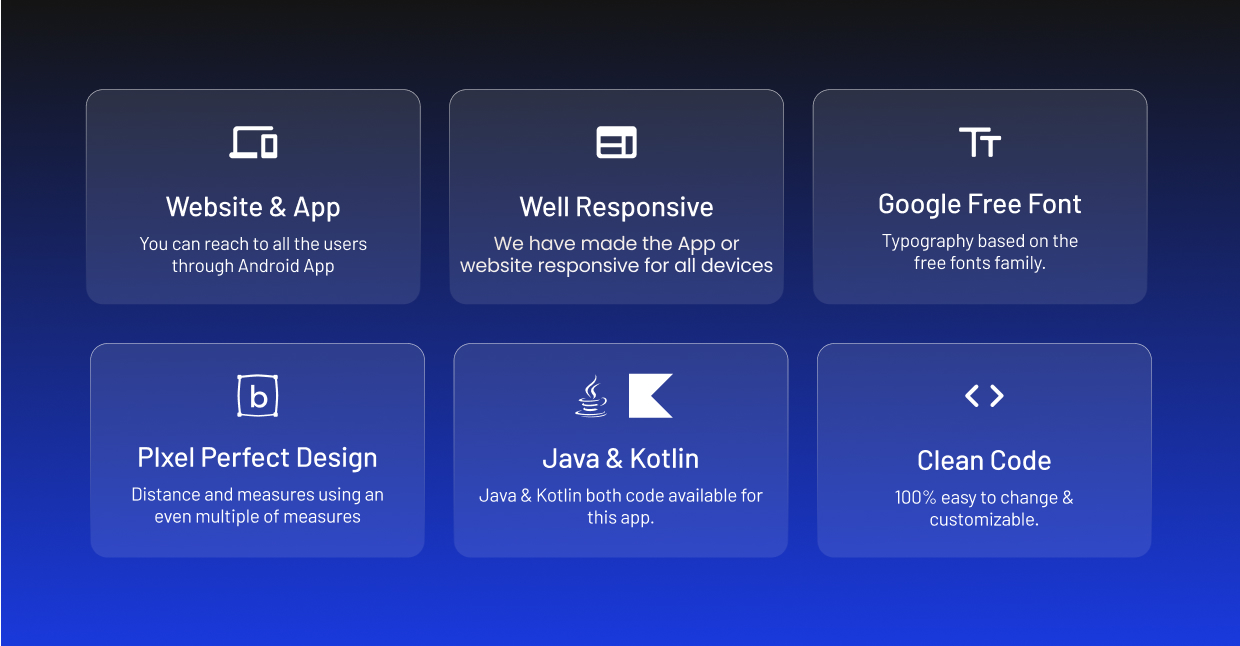 Website & App
You can reach to all the users
through Android App
Well Responsive
We have made the App or
website responsive for all devices
Google Free Font
Typography based on the
free fonts family.
PIxel Perfect Design
Distance and measures using an
even multiple of measures
Java & Kotlin
Java & Kotlin both code available for
this app.
Clean Code
100% easy to change &
customizable.